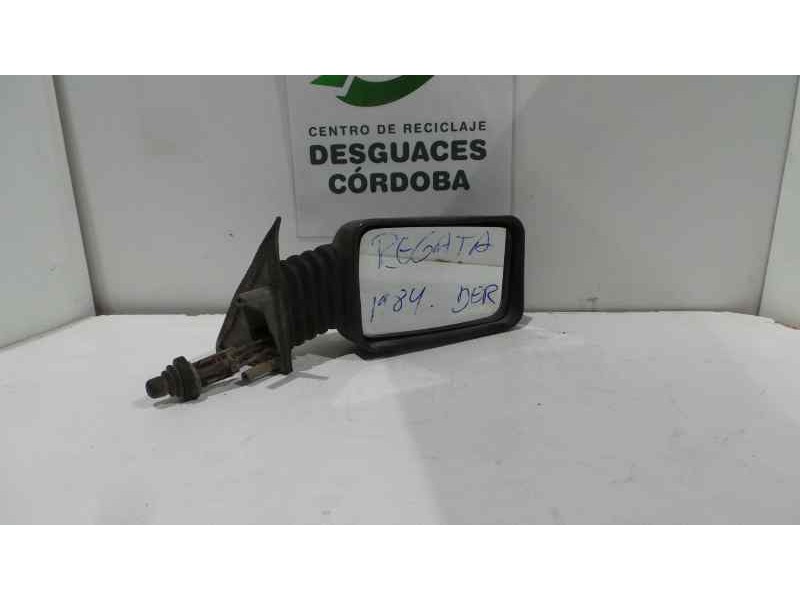 CENTRO DE RECICLAJE
DESGUACES
CÓRDOBA
REGATA
1ª 84. DER